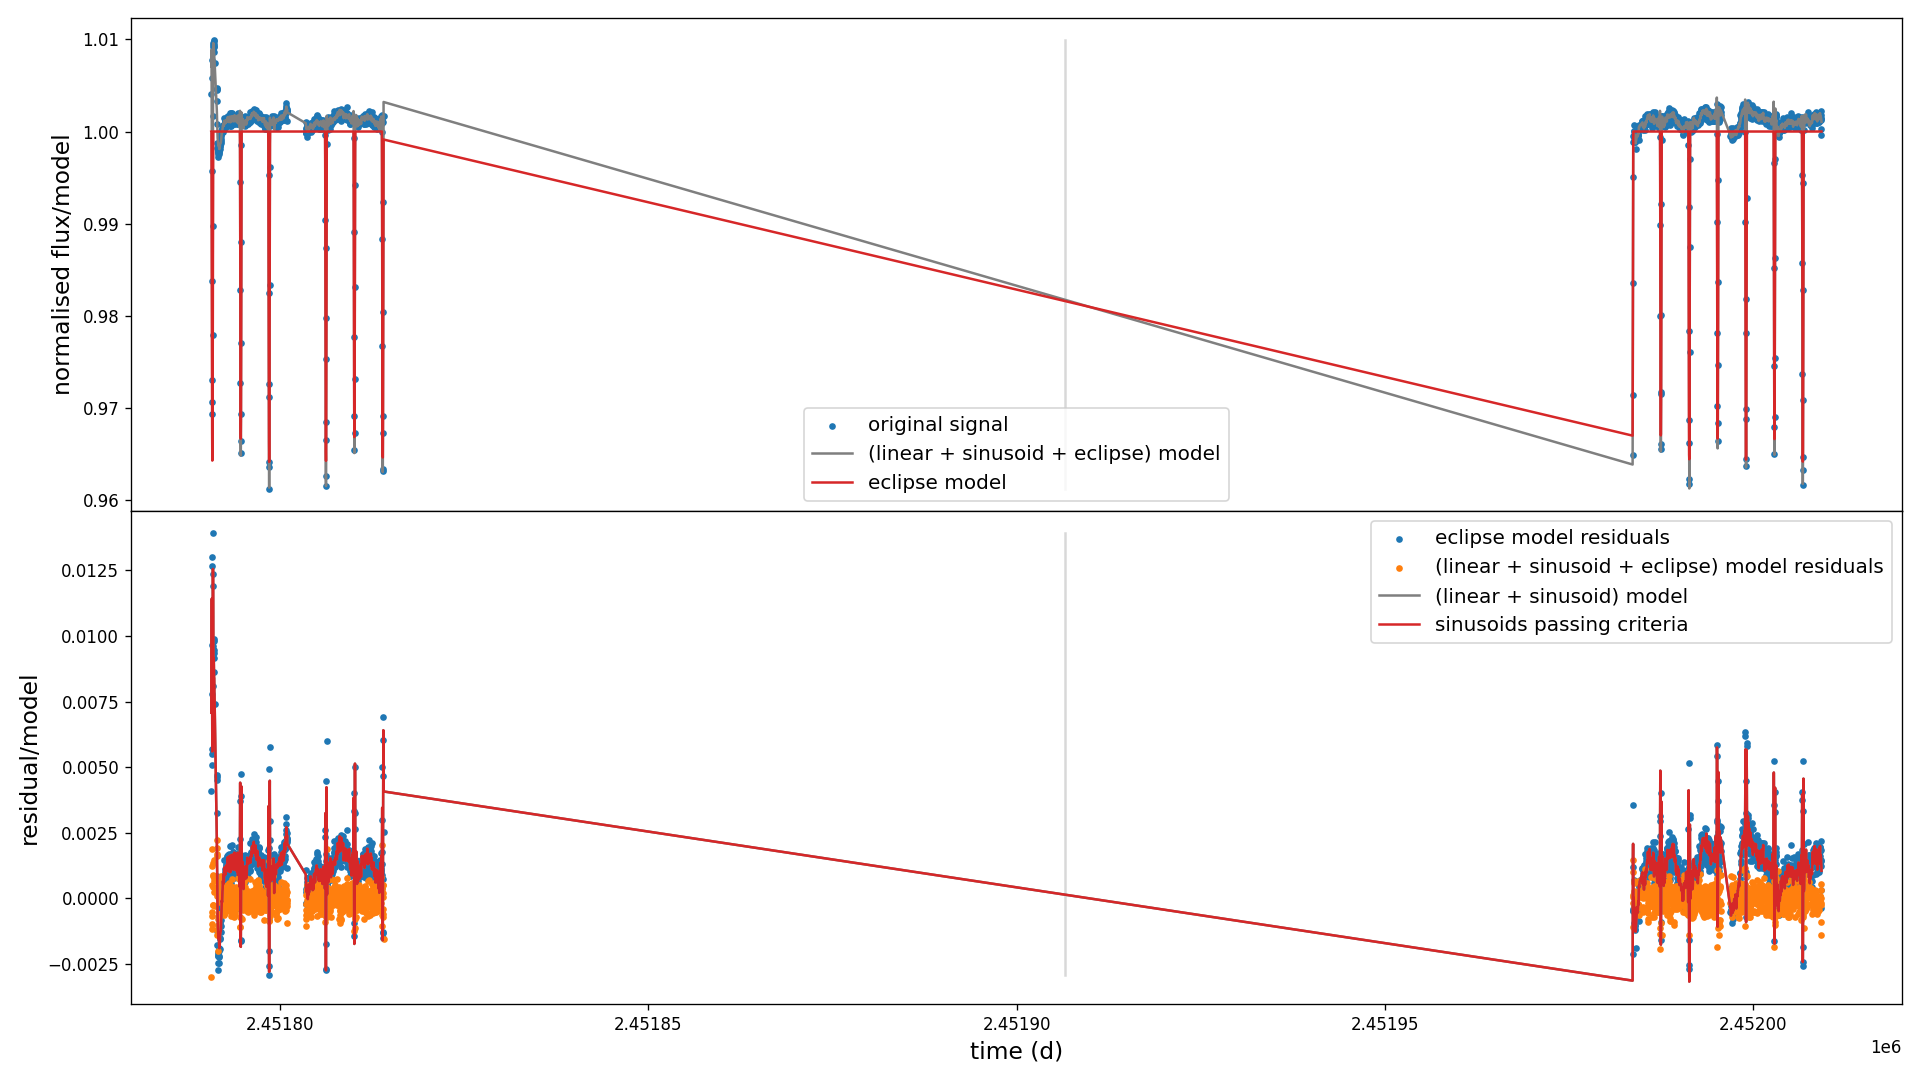 1.01
1.00
0.99
0.98
0.97
0.96
normalised flux/model
original signal
(linear + sinusoid + eclipse) model
eclipse model
0.0125
0.0100
0.0075
0.0050
0.0025
0.0000
−0.0025
residual/model
eclipse model residuals
(linear + sinusoid + eclipse) model residuals
(linear + sinusoid) model
sinusoids passing criteria
2.45180 2.45185 2.45190 2.45195 2.45200
1e6
time (d)